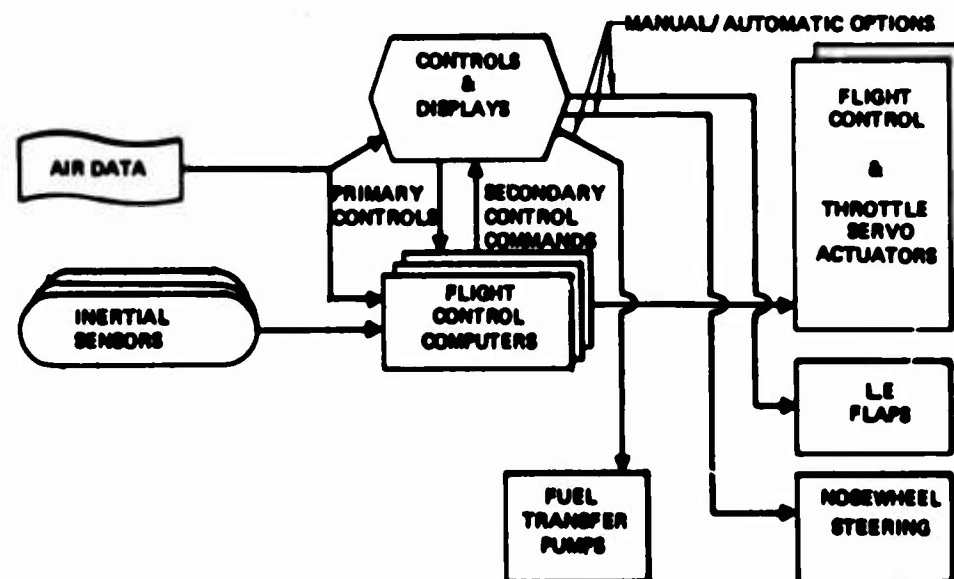 MANUAL/ AUTOMATIC OPTIONS
CONTROLS
&
DISPLAYS
FLIGHT
CONTROL
&
THROTTLE
SERVO
ACTUATORS
AIR DATA
PRIMARY
CONTROLS
SECONDARY
CONTROL
COMMANDS
INERTIAL
SENSORS
FLIGHT
CONTROL
COMPUTERS
L.E
FLAPS
FUEL
TRANSFER
PUMPS
NOSEWHEEL
STEERING